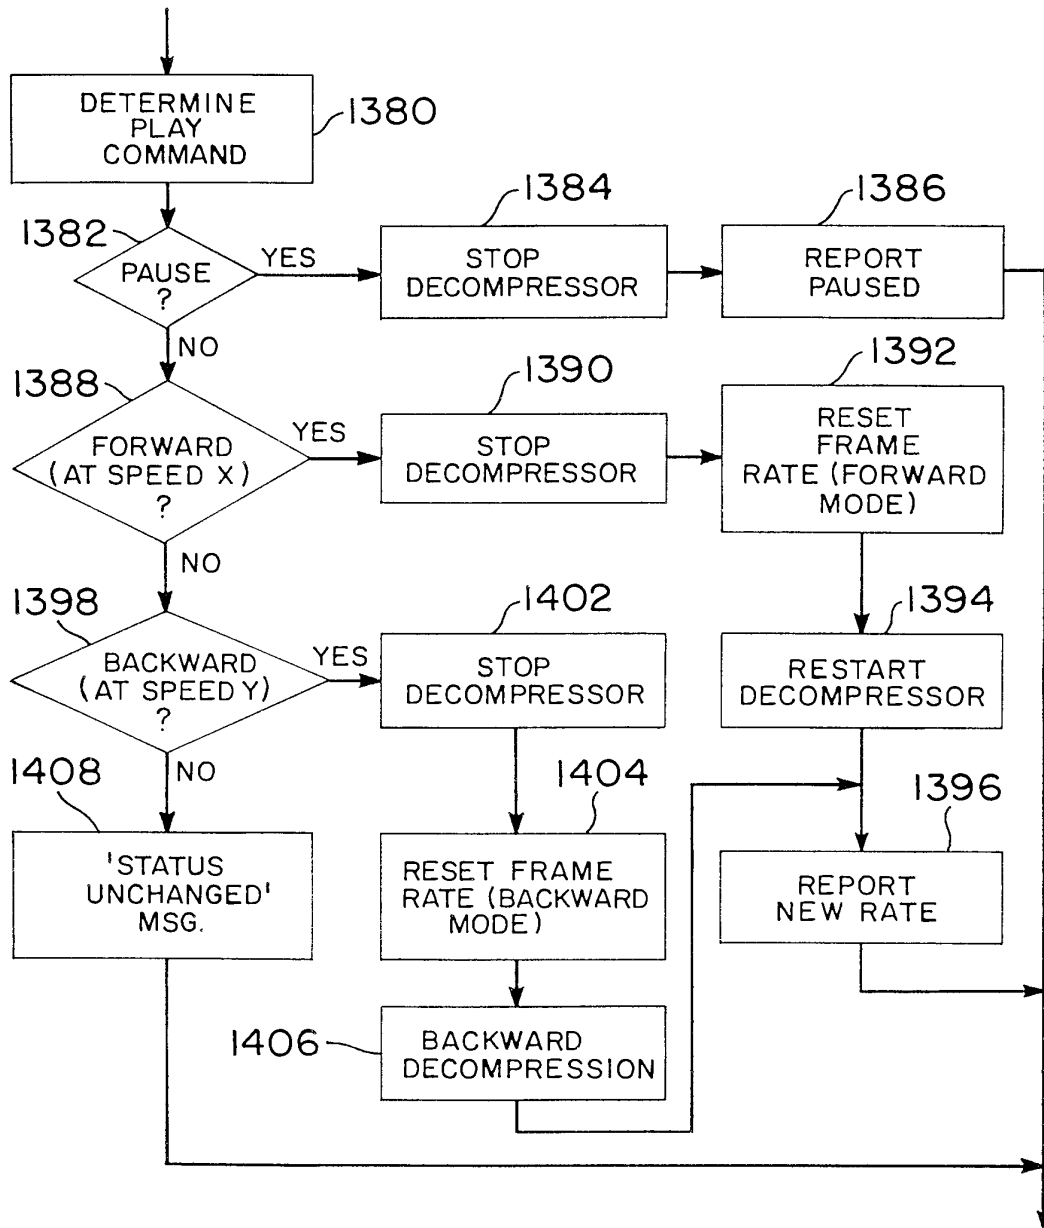 DETERMINE
PLAY
COMMAND
1380
1382
PAUSE
?
YES
NO
1384
STOP
DECOMPRESSOR
1386
REPORT
PAUSED
1388
FORWARD
(AT SPEED X)
?
YES
NO
1390
STOP
DECOMPRESSOR
1392
RESET
FRAME
RATE (FORWARD
MODE)
1394
RESTART
DECOMPRESSOR
1396
REPORT
NEW RATE
1398
BACKWARD
(AT SPEED Y)
?
YES
NO
1402
STOP
DECOMPRESSOR
1404
RESET FRAME
RATE (BACKWARD
MODE)
1406
BACKWARD
DECOMPRESSION
1408
'STATUS
UNCHANGED'
MSG.